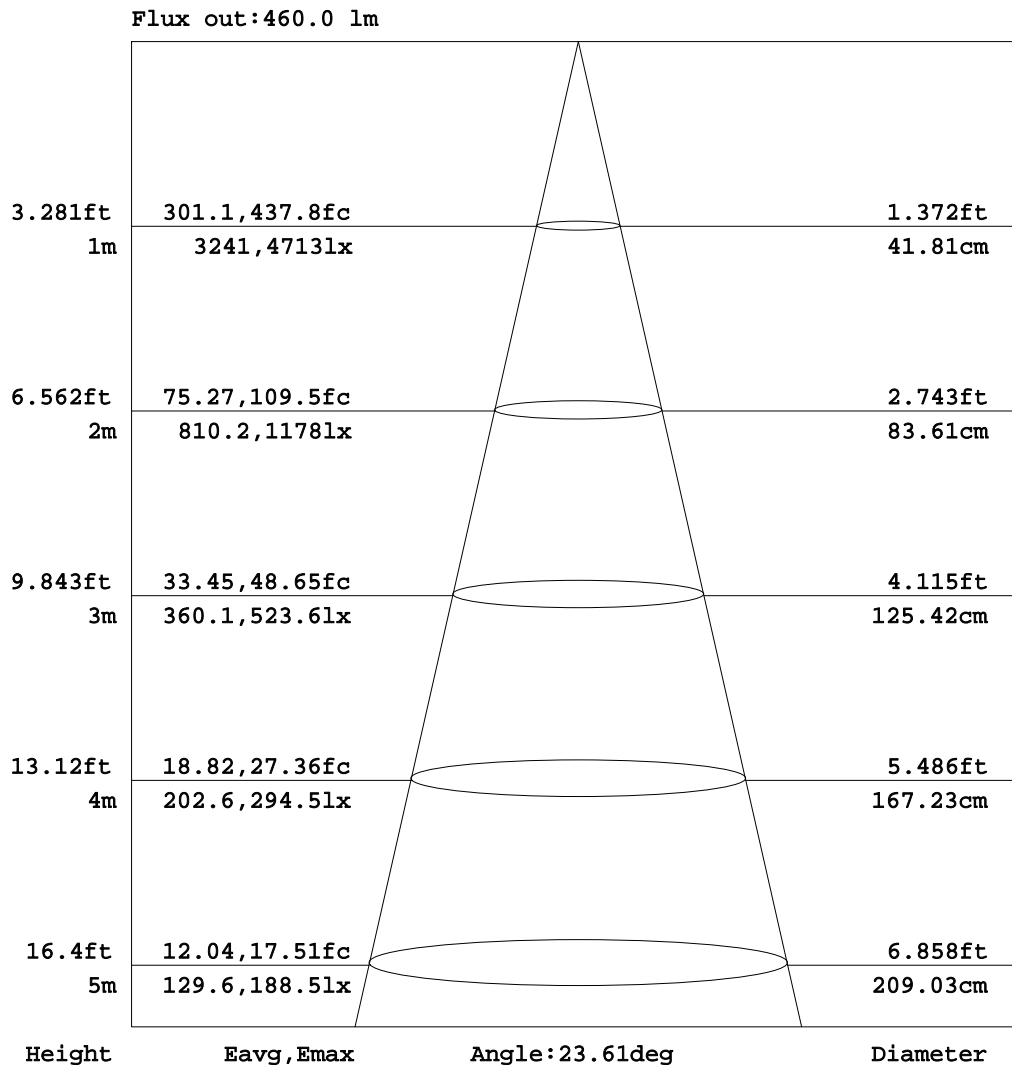 Flux out:460.0 lm
3.281ft 301.1,437.8fc 1.372ft
1m 3241,4713lx 41.81cm
6.562ft 75.27,109.5fc 2.743ft
2m 810.2,1178lx 83.61cm
9.843ft 33.45,48.65fc 4.115ft
3m 360.1,523.6lx 125.42cm
13.12ft 18.82,27.36fc 5.486ft
4m 202.6,294.5lx 167.23cm
16.4ft 12.04,17.51fc 6.858ft
5m 129.6,188.5lx 209.03cm
Height Eavg,Emax Angle:23.61deg Diameter